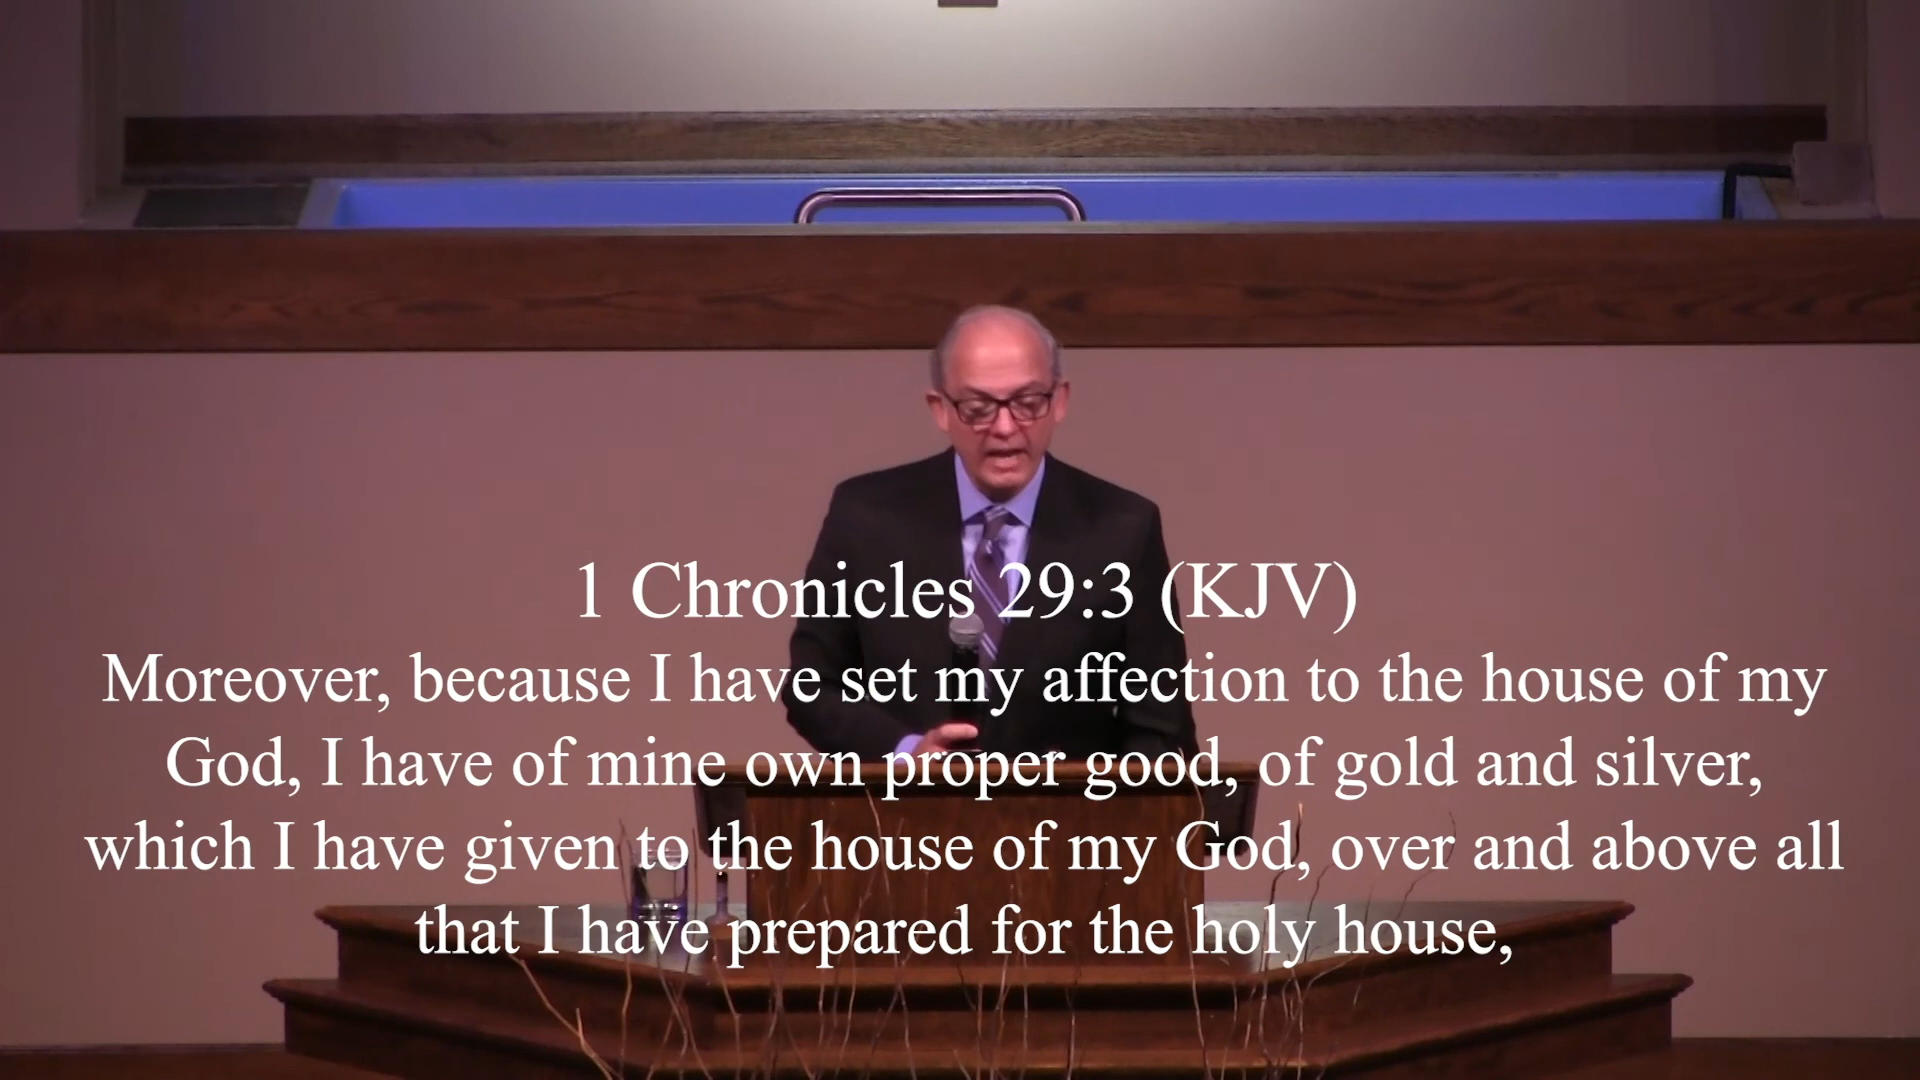 1 Chronicles 29:3 (KJV)
Moreover, because I have set my affection to the house of my
God, I have of mine own proper good, of gold and silver,
which I have given to the house of my God, over and above all
that I have prepared for the holy house,